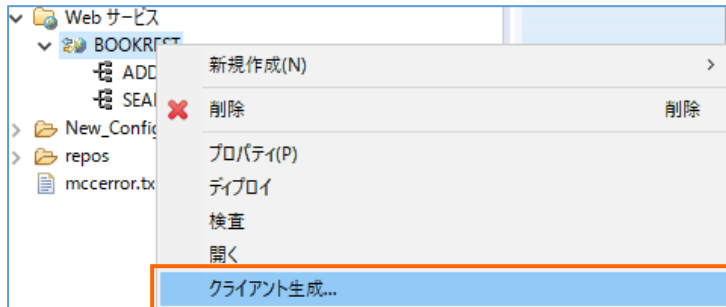 Web サービス
BOOKREST
ADD
SEA
New_Config
repos
mccerror.tx
新規作成(N)
削除 削除
プロパティ(P)
ディプロイ
検査
開く
クライアント生成...